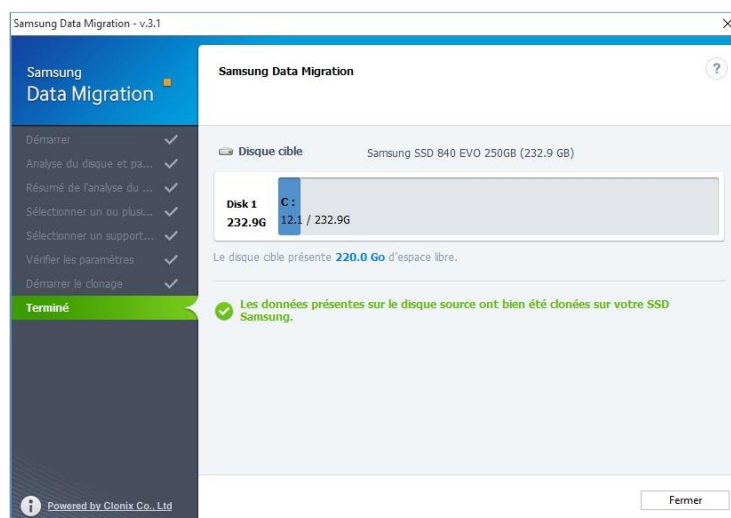 Samsung Data Migration - v.3.1
Samsung
Data Migration
Démarrer
Analyse du disque et pa...
Résumé de l'analyse du ...
Sélectionner un ou plusi...
Sélectionner un support...
Vérifier les paramètres
Démarrer le clonage
Terminé
Powered by Clonix Co., Ltd
Samsung Data Migration
?
Disque cible
Samsung SSD 840 EVO 250GB (232.9 GB)
Disk 1
232.9G
C :
12.1 / 232.9G
Le disque cible présente 220.0 Go d'espace libre.
Les données présentes sur le disque source ont bien été clonées sur votre SSD
Samsung.
Fermer